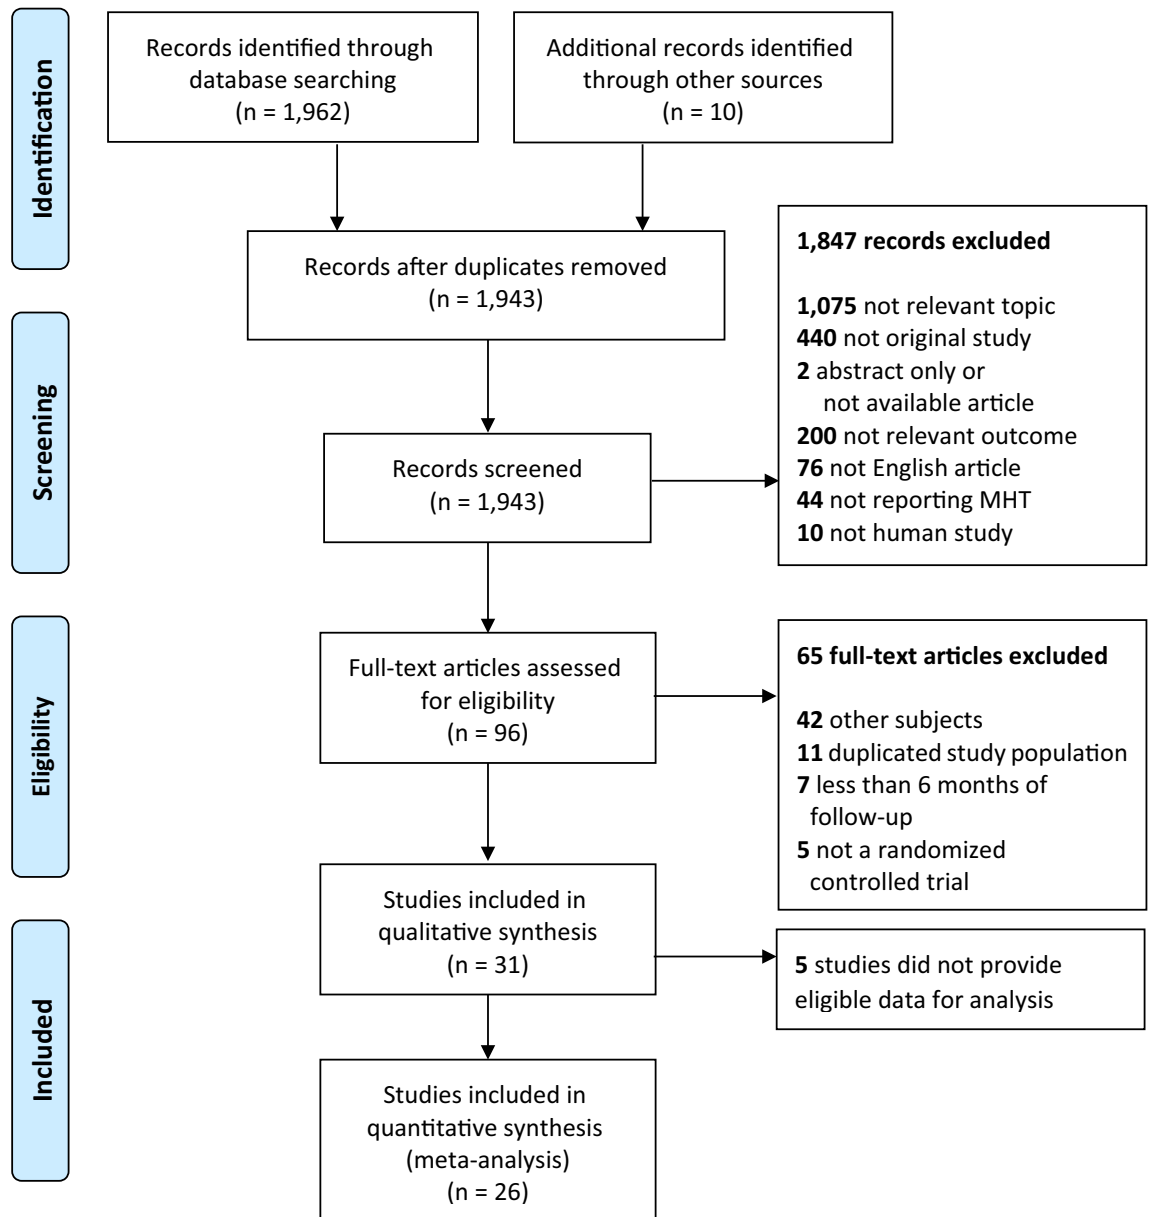 Identification
Records identified through
database searching
(n = 1,962)
Additional records identified
through other sources
(n = 10)
Records after duplicates removed
(n = 1,943)
Screening
Records screened
(n = 1,943)
1,847 records excluded
1,075 not relevant topic
440 not original study
2 abstract only or
not available article
200 not relevant outcome
76 not English article
44 not reporting MHT
10 not human study
Eligibility
Full-text articles assessed
for eligibility
(n = 96)
65 full-text articles excluded
42 other subjects
11 duplicated study population
7 less than 6 months of
follow-up
5 not a randomized
controlled trial
Included
Studies included in
qualitative synthesis
(n = 31)
5 studies did not provide
eligible data for analysis
Studies included in
quantitative synthesis
(meta-analysis)
(n = 26)